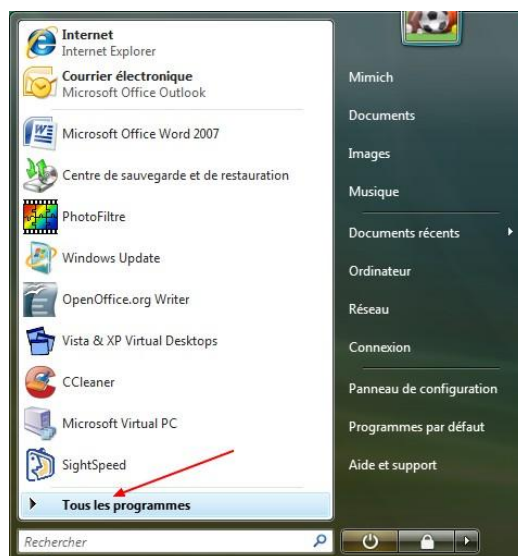 Internet
Internet Explorer
Courrier électronique
Microsoft Office Outlook
Microsoft Office Word 2007
Centre de sauvegarde et de restauration
PhotoFiltre
Windows Update
OpenOffice.org Writer
Vista & XP Virtual Desktops
CCleaner
Microsoft Virtual PC
SightSpeed
Tous les programmes
Rechercher
Mimich
Documents
Images
Musique
Documents récents
Ordinateur
Réseau
Connexion
Panneau de configuration
Programmes par défaut
Aide et support